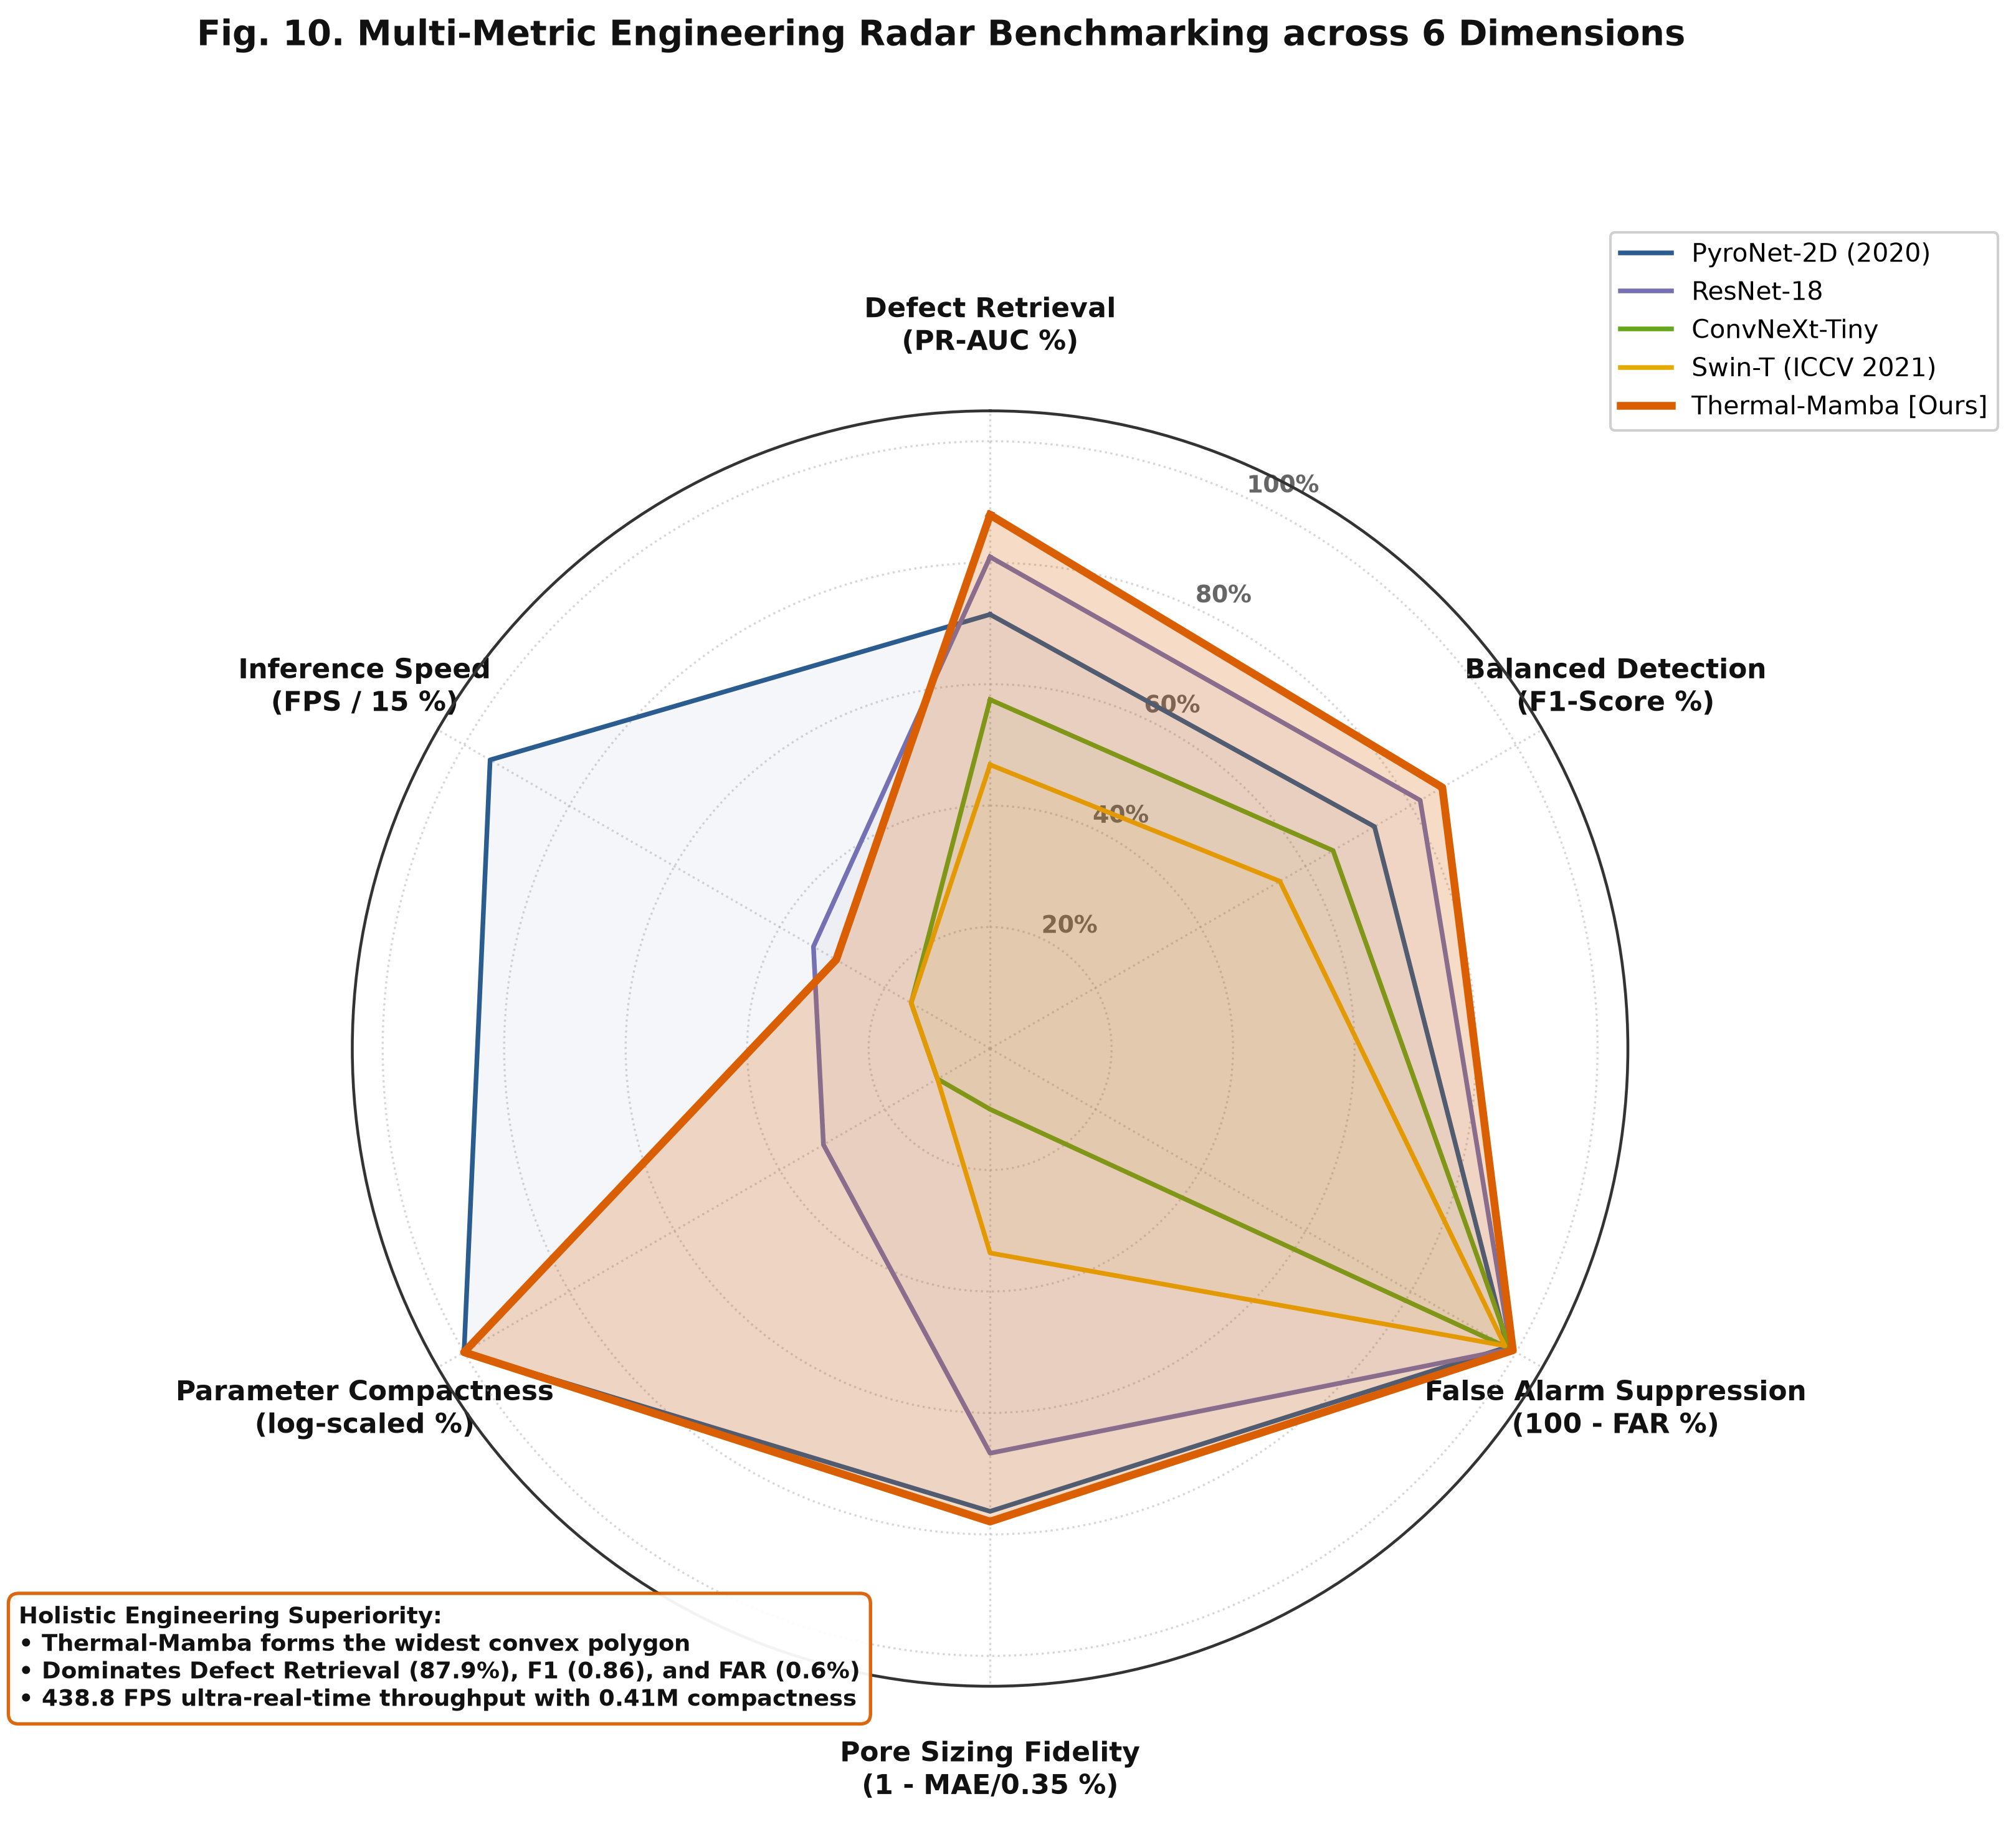 Fig. 10. Multi-Metric Engineering Radar Benchmarking across 6 Dimensions
PyroNet-2D (2020)
ResNet-18
ConvNeXt-Tiny
Swin-T (ICCV 2021)
Thermal-Mamba [Ours]
Defect Retrieval
(PR-AUC %)
100%
80%
60%
40%
20%
Inference Speed
(FPS / 15 %)
Balanced Detection
(F1-Score %)
Parameter Compactness
(log-scaled %)
False Alarm Suppression
(100 - FAR %)
Holistic Engineering Superiority:
• Thermal-Mamba forms the widest convex polygon
• Dominates Defect Retrieval (87.9%), F1 (0.86), and FAR (0.6%)
• 438.8 FPS ultra-real-time throughput with 0.41M compactness
Pore Sizing Fidelity
(1 - MAE/0.35 %)